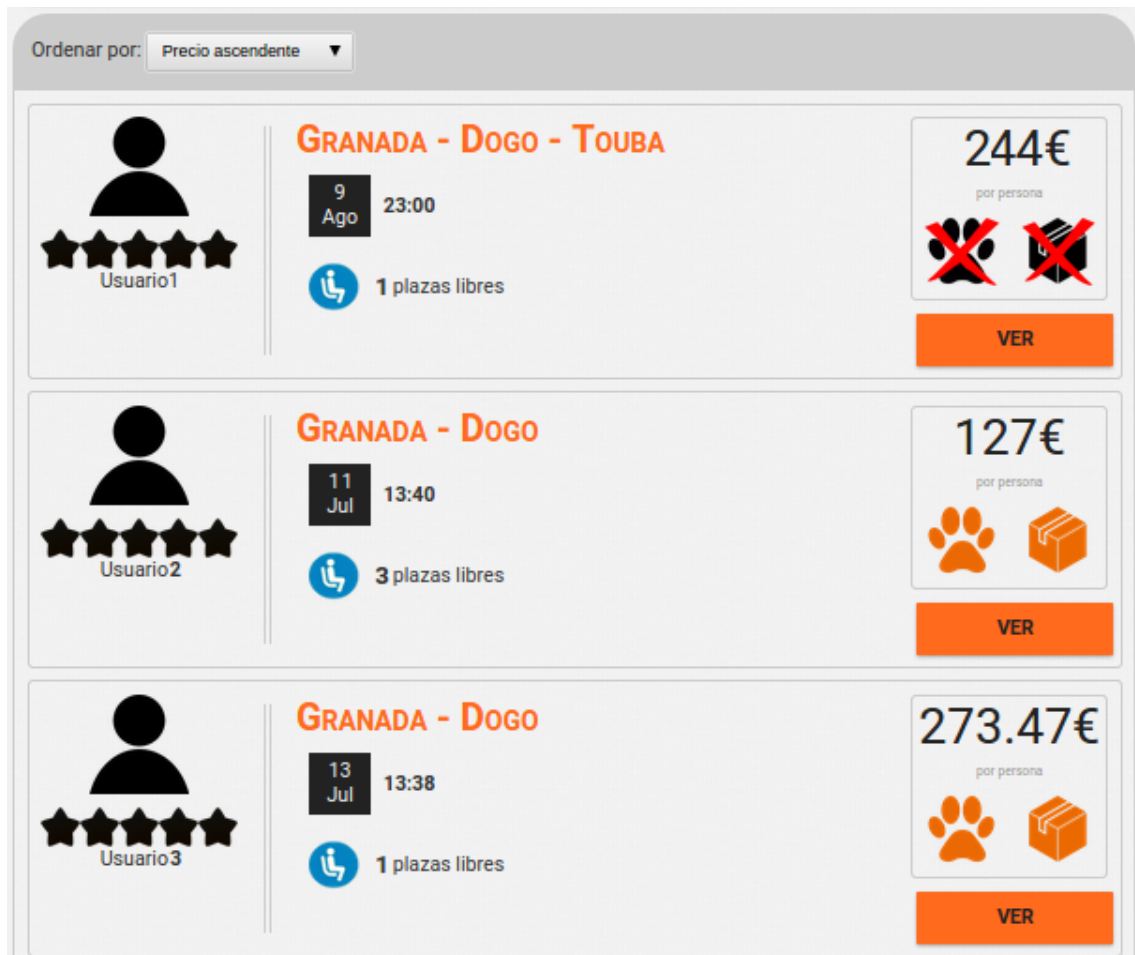 Ordenar por: Precio ascendente ▼
GRANADA - DOGO - TOUBA
9
Ago
23:00
1 plazas libres
Usuario1
244€
por persona
VER
GRANADA - DOGO
11
Jul
13:40
3 plazas libres
Usuario2
127€
por persona
VER
GRANADA - DOGO
13
Jul
13:38
1 plazas libres
Usuario3
273.47€
por persona
VER